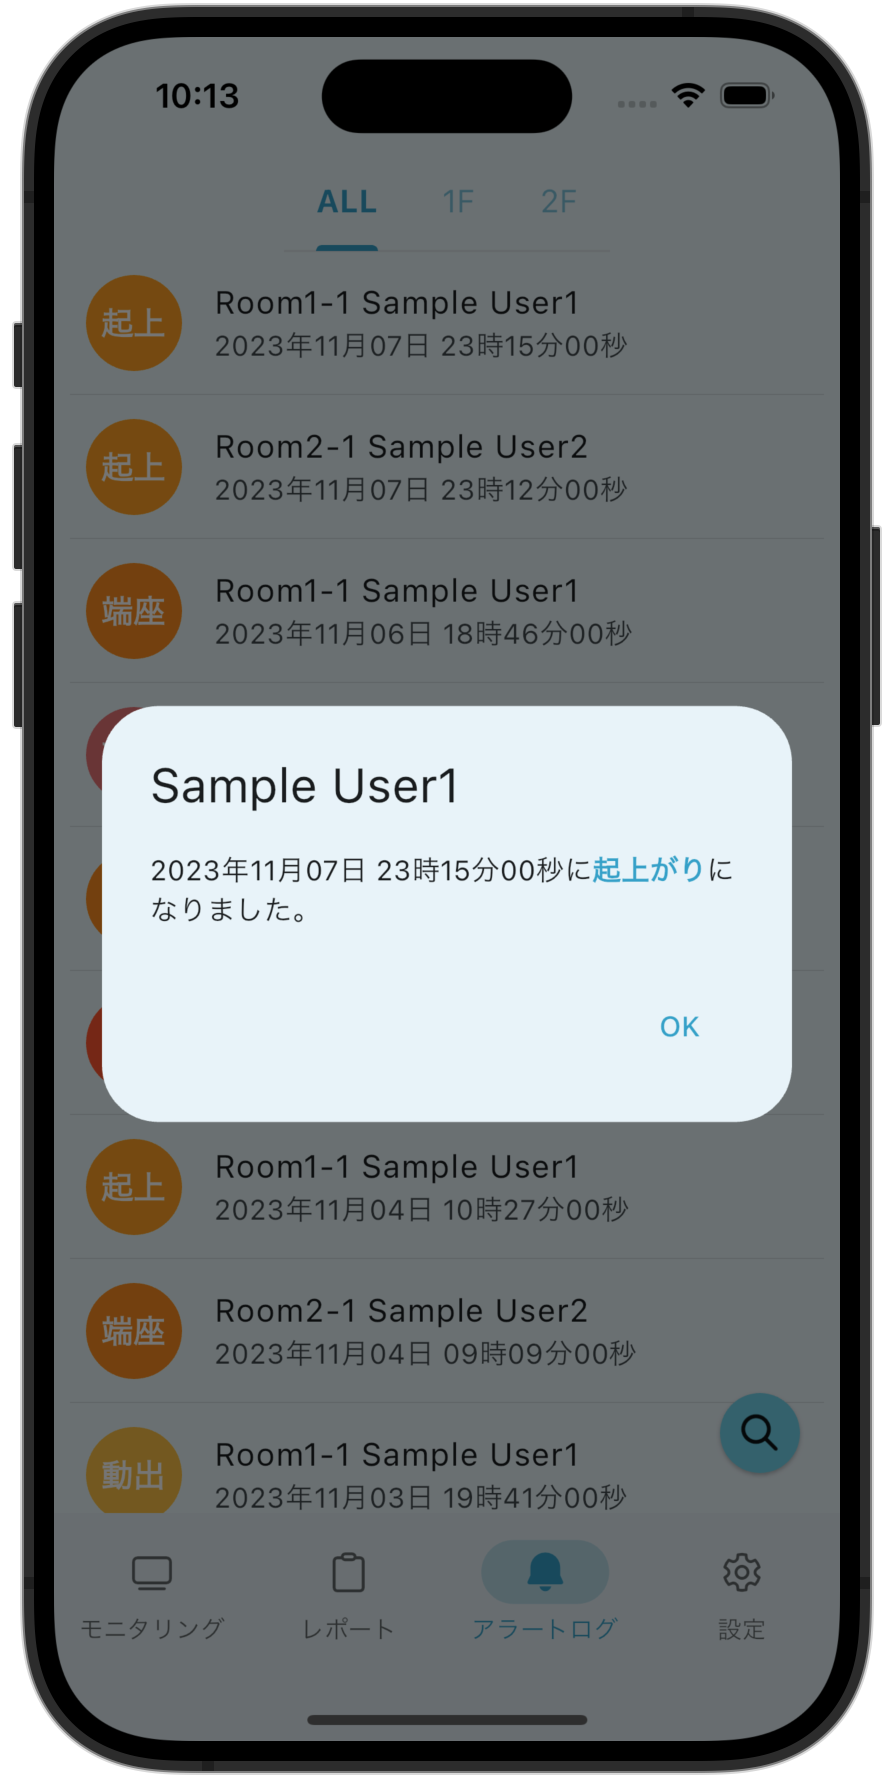 10:13
ALL 1F 2F
起上
Room1-1 Sample User1
2023年11月07日 23時15分00秒
起上
Room2-1 Sample User2
2023年11月07日 23時12分00秒
端座
Room1-1 Sample User1
2023年11月06日 18時46分00秒
Sample User1
2023年11月07日 23時15分00秒に起上がりに
なりました。
OK
起上
Room1-1 Sample User1
2023年11月04日 10時27分00秒
端座
Room2-1 Sample User2
2023年11月04日 09時09分00秒
動出
Room1-1 Sample User1
2023年11月03日 19時41分00秒
モニタリング レポート アラートログ 設定